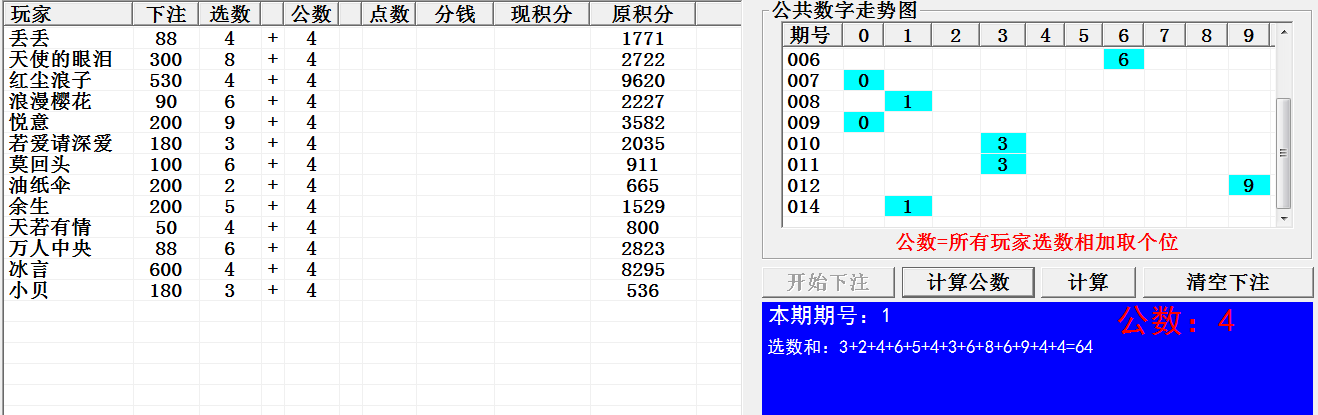 玩家 下注 选数 公数 点数 分钱 现积分 原积分
丢丢 88 4 + 4 1771
天使的眼泪 300 8 + 4 2722
红尘浪子 530 4 + 4 9620
浪漫樱花 90 6 + 4 2227
悦意 200 9 + 4 3582
若爱请深爱 180 3 + 4 2035
莫回头 100 6 + 4 911
油纸伞 200 2 + 4 665
余生 200 5 + 4 1529
天若有情 50 4 + 4 800
万人中央 88 6 + 4 2823
冰言 600 4 + 4 8295
小贝 180 3 + 4 536
公共数字走势图
期号 0 1 2 3 4 5 6 7 8 9
006 6
007 0
008 1
009 0
010 3
011 3
012 9
014 1
公数=所有玩家选数相加取个位
开始下注 计算公数 计算 清空下注
本期期号：1
公数：4
选数和：3+2+4+6+5+4+3+6+8+6+9+4+4=64